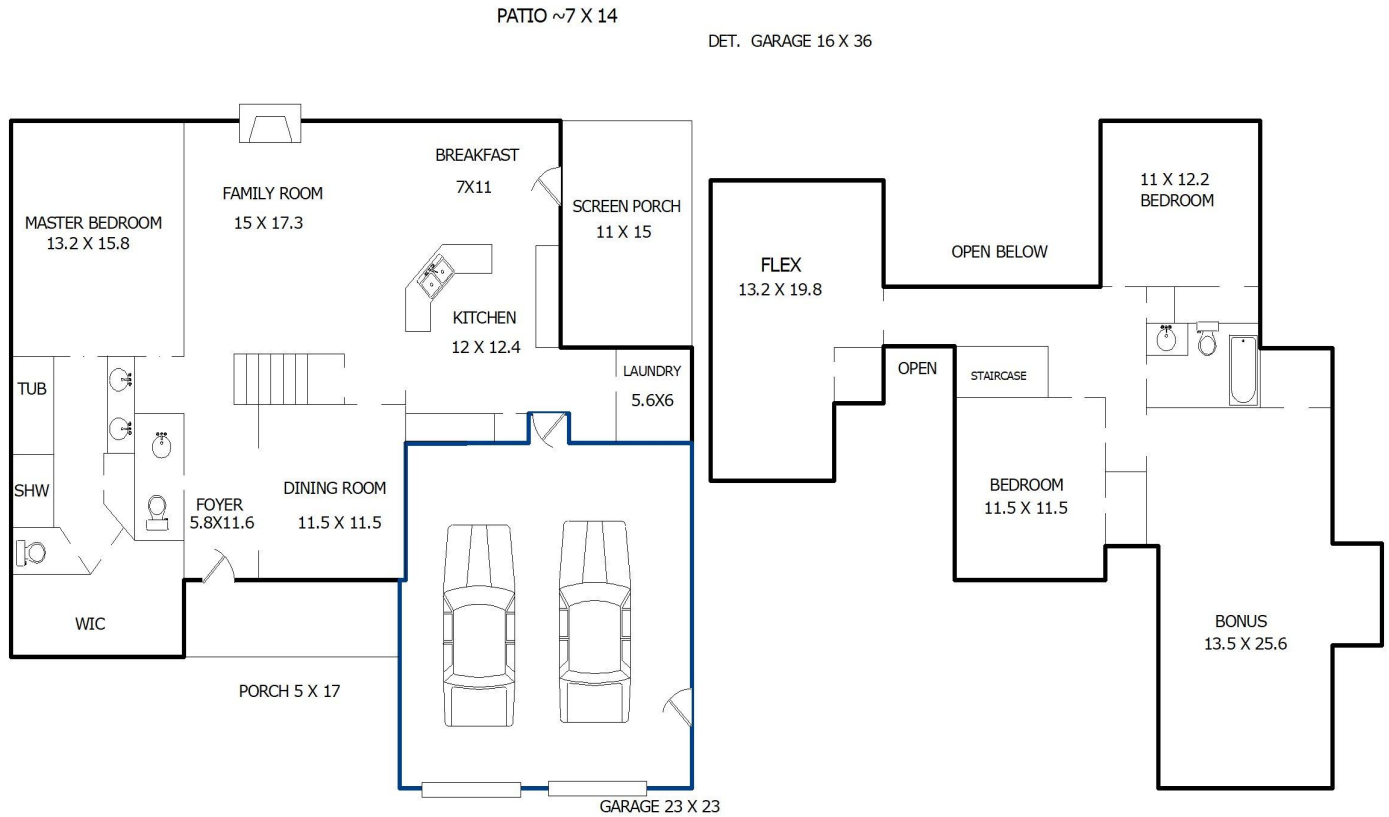 PATIO ~7 X 14
DET. GARAGE 16 X 36
MASTER BEDROOM
13.2 X 15.8
FAMILY ROOM
15 X 17.3
BREAKFAST
7X11
SCREEN PORCH
11 X 15
KITCHEN
12 X 12.4
LAUNDRY
5.6X6
TUB
SHW
FOYER
5.8X11.6
DINING ROOM
11.5 X 11.5
WIC
PORCH 5 X 17
GARAGE 23 X 23
FLEX
13.2 X 19.8
OPEN BELOW
11 X 12.2
BEDROOM
OPEN
STAIRCASE
BEDROOM
11.5 X 11.5
BONUS
13.5 X 25.6